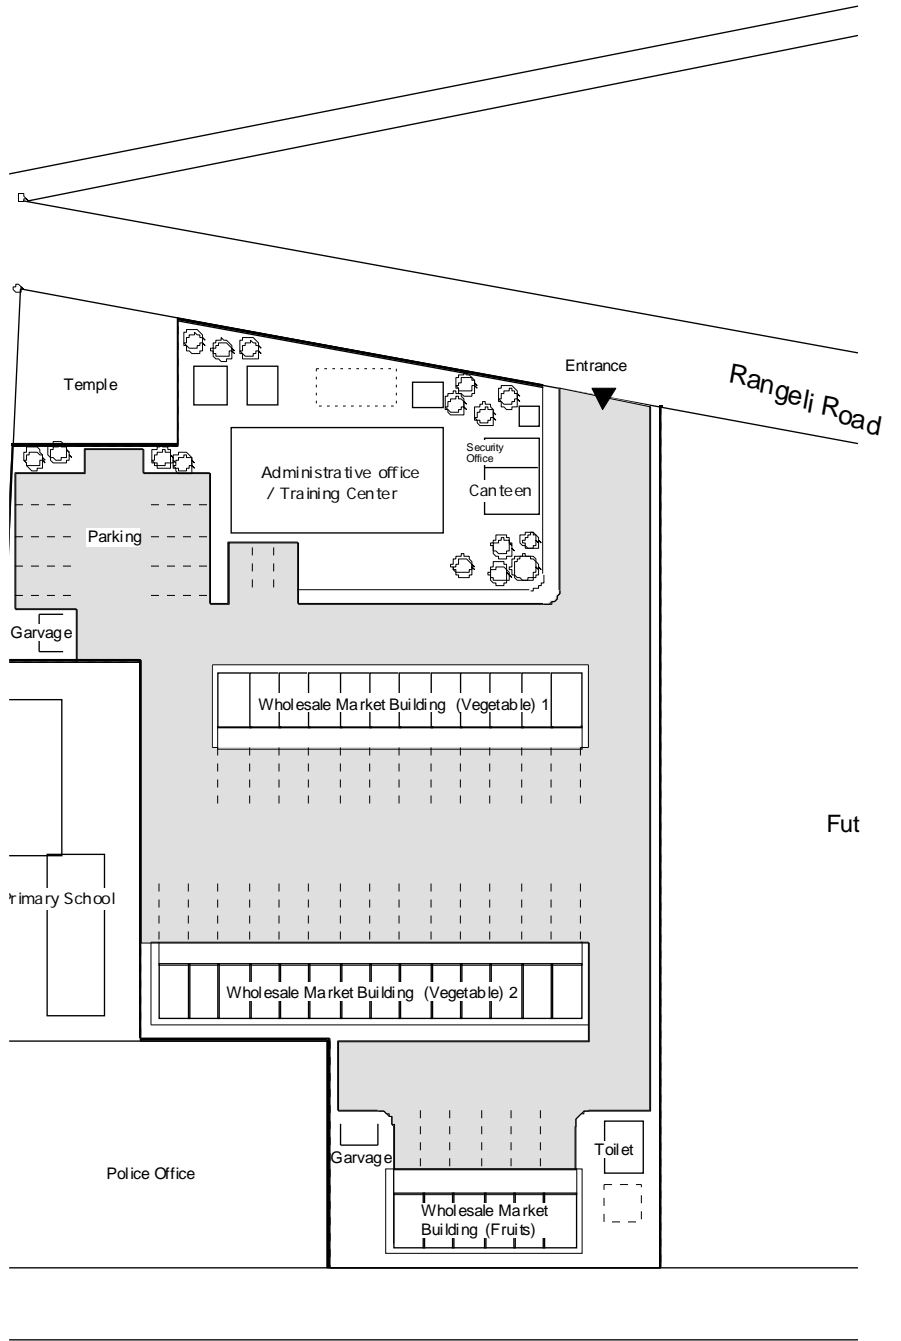 Entrance
Rangeli Road
Temple
Security
Office
Administrative office
/ Training Center
Canteen
Parking
Garvage
Wholesale Market Building (Vegetable) 1
Fut
Primary School
Wholesale Market Building (Vegetable) 2
Garvage
Toilet
Police Office
Wholesale Market
Building (Fruits)